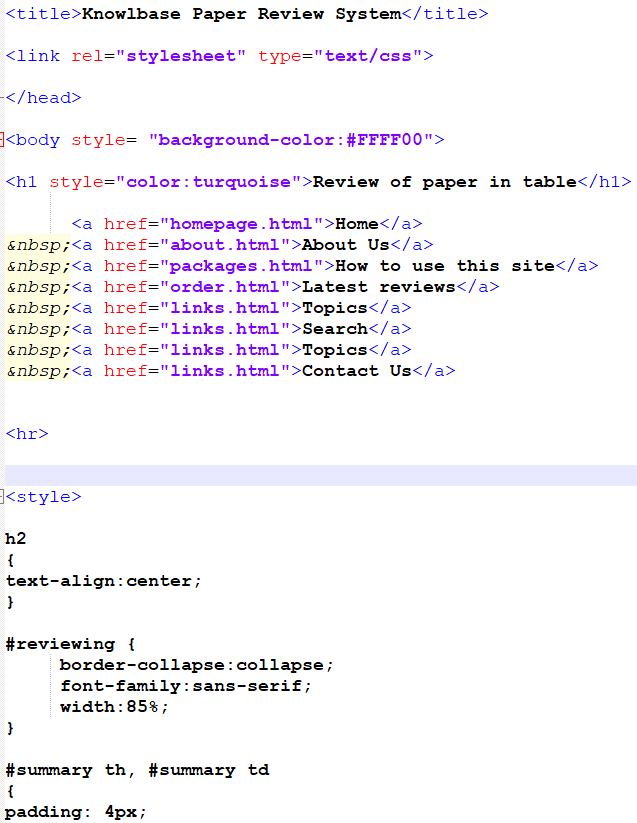 <title>Knowlbase Paper Review System</title>
<link rel="stylesheet" type="text/css">
</head>
<body style= "background-color:#FFFF00">
<h1 style="color:turquoise">Review of paper in table</h1>
<a href="homepage.html">Home</a>
&nbsp;<a href="about.html">About Us</a>
&nbsp;<a href="packages.html">How to use this site</a>
&nbsp;<a href="order.html">Latest reviews</a>
&nbsp;<a href="links.html">Topics</a>
&nbsp;<a href="links.html">Search</a>
&nbsp;<a href="links.html">Topics</a>
&nbsp;<a href="links.html">Contact Us</a>
<hr>
<style>
h2
{
text-align:center;
}
#reviewing {
border-collapse:collapse;
font-family:sans-serif;
width:85%;
}
#summary th, #summary td
{
padding: 4px;